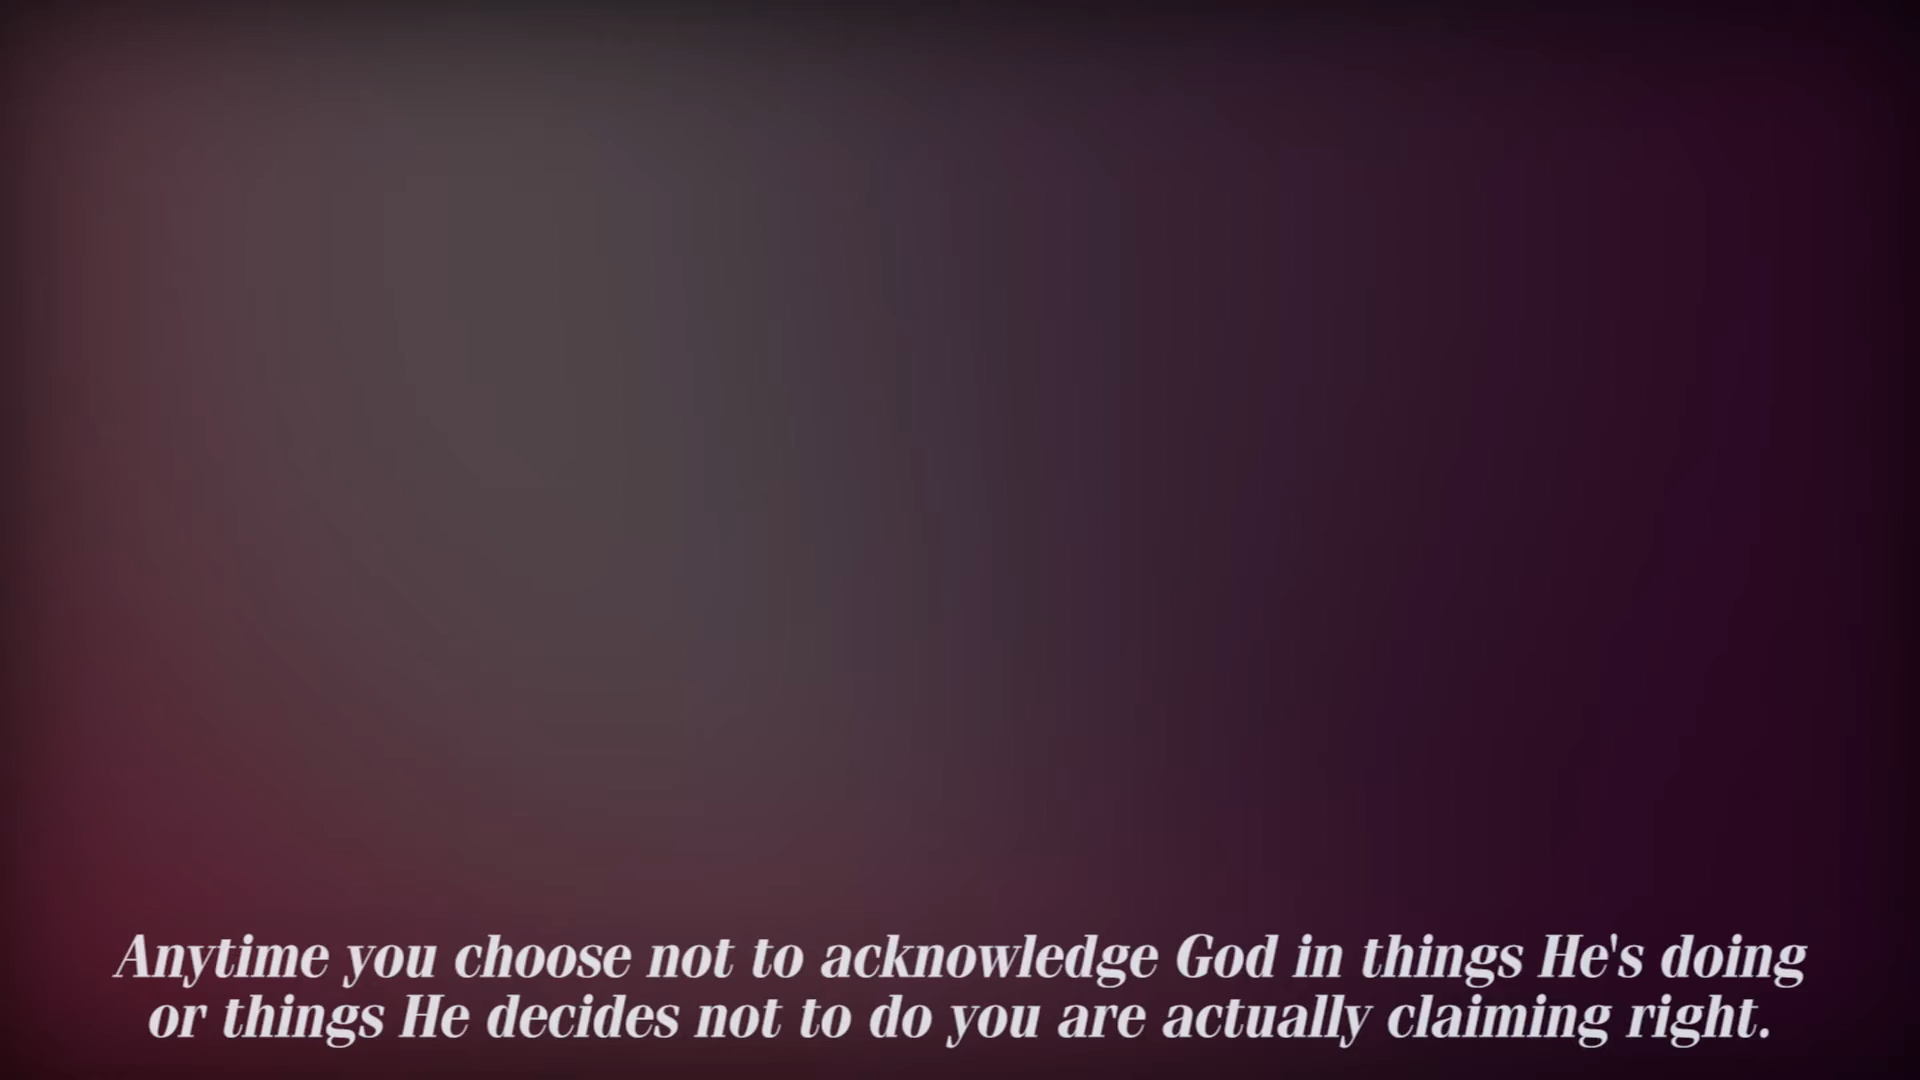 Anytime you choose not to acknowledge God in things He's doing
or things He decides not to do you are actually claiming right.